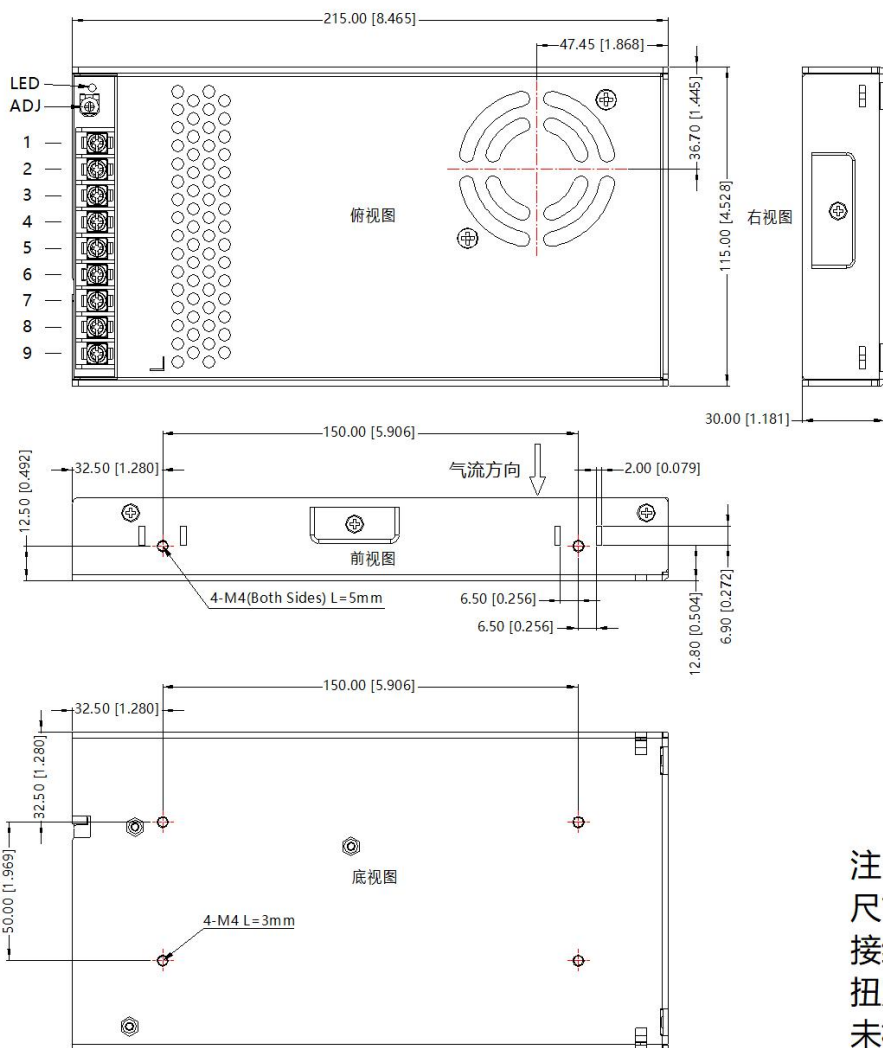 215.00 [8.465]
47.45 [1.868]
36.70 [1.445]
115.00 [4.528]
LED
ADJ
1
2
3
4
5
6
7
8
9
俯视图
右视图
30.00 [1.181]
150.00 [5.906]
32.50 [1.280]
12.50 [0.492]
气流方向
2.00 [0.079]
前视图
4-M4(Both Sides) L=5mm
6.50 [0.256]
6.50 [0.256]
12.80 [0.504]
6.90 [0.272]
150.00 [5.906]
32.50 [1.280]
32.50 [1.280]
50.00 [1.969]
底视图
4-M4 L=3mm
注
尺
接
扭
未